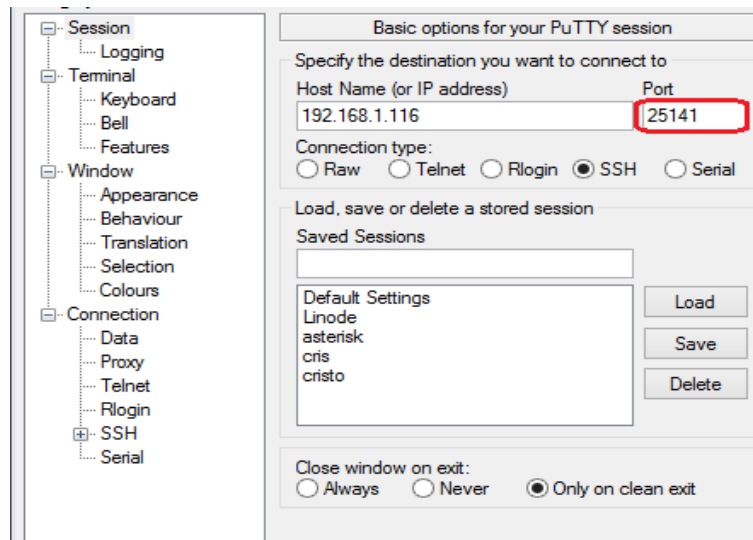 Session
Logging
Terminal
Keyboard
Bell
Features
Window
Appearance
Behaviour
Translation
Selection
Colours
Connection
Data
Proxy
Telnet
Rlogin
SSH
Serial
Basic options for your PuTTY session
Specify the destination you want to connect to
Host Name (or IP address) Port
192.168.1.116 25141
Connection type:
Raw Telnet Rlogin SSH Serial
Load, save or delete a stored session
Saved Sessions
Default Settings
Linode
asterisk
cris
cristo
Load
Save
Delete
Close window on exit:
Always Never Only on clean exit